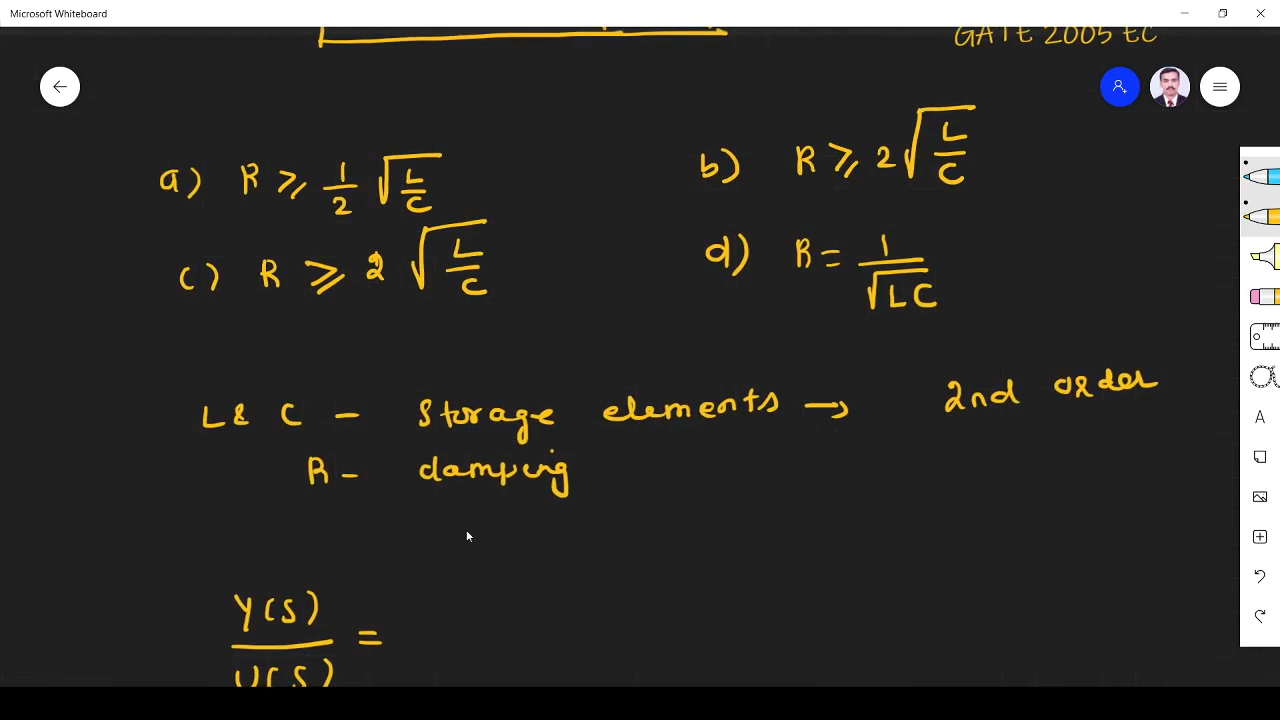 Microsoft Whiteboard
GATE 2005 EC
a) R ≥ 1/2 √(L/C)
b) R ≥ 2 √(L/C)
c) R ≥ 2 √(L/C)
d) R = 1/√(LC)
L & C - Storage elements → 2nd order
R - damping
Y(S)/U(S) =
A